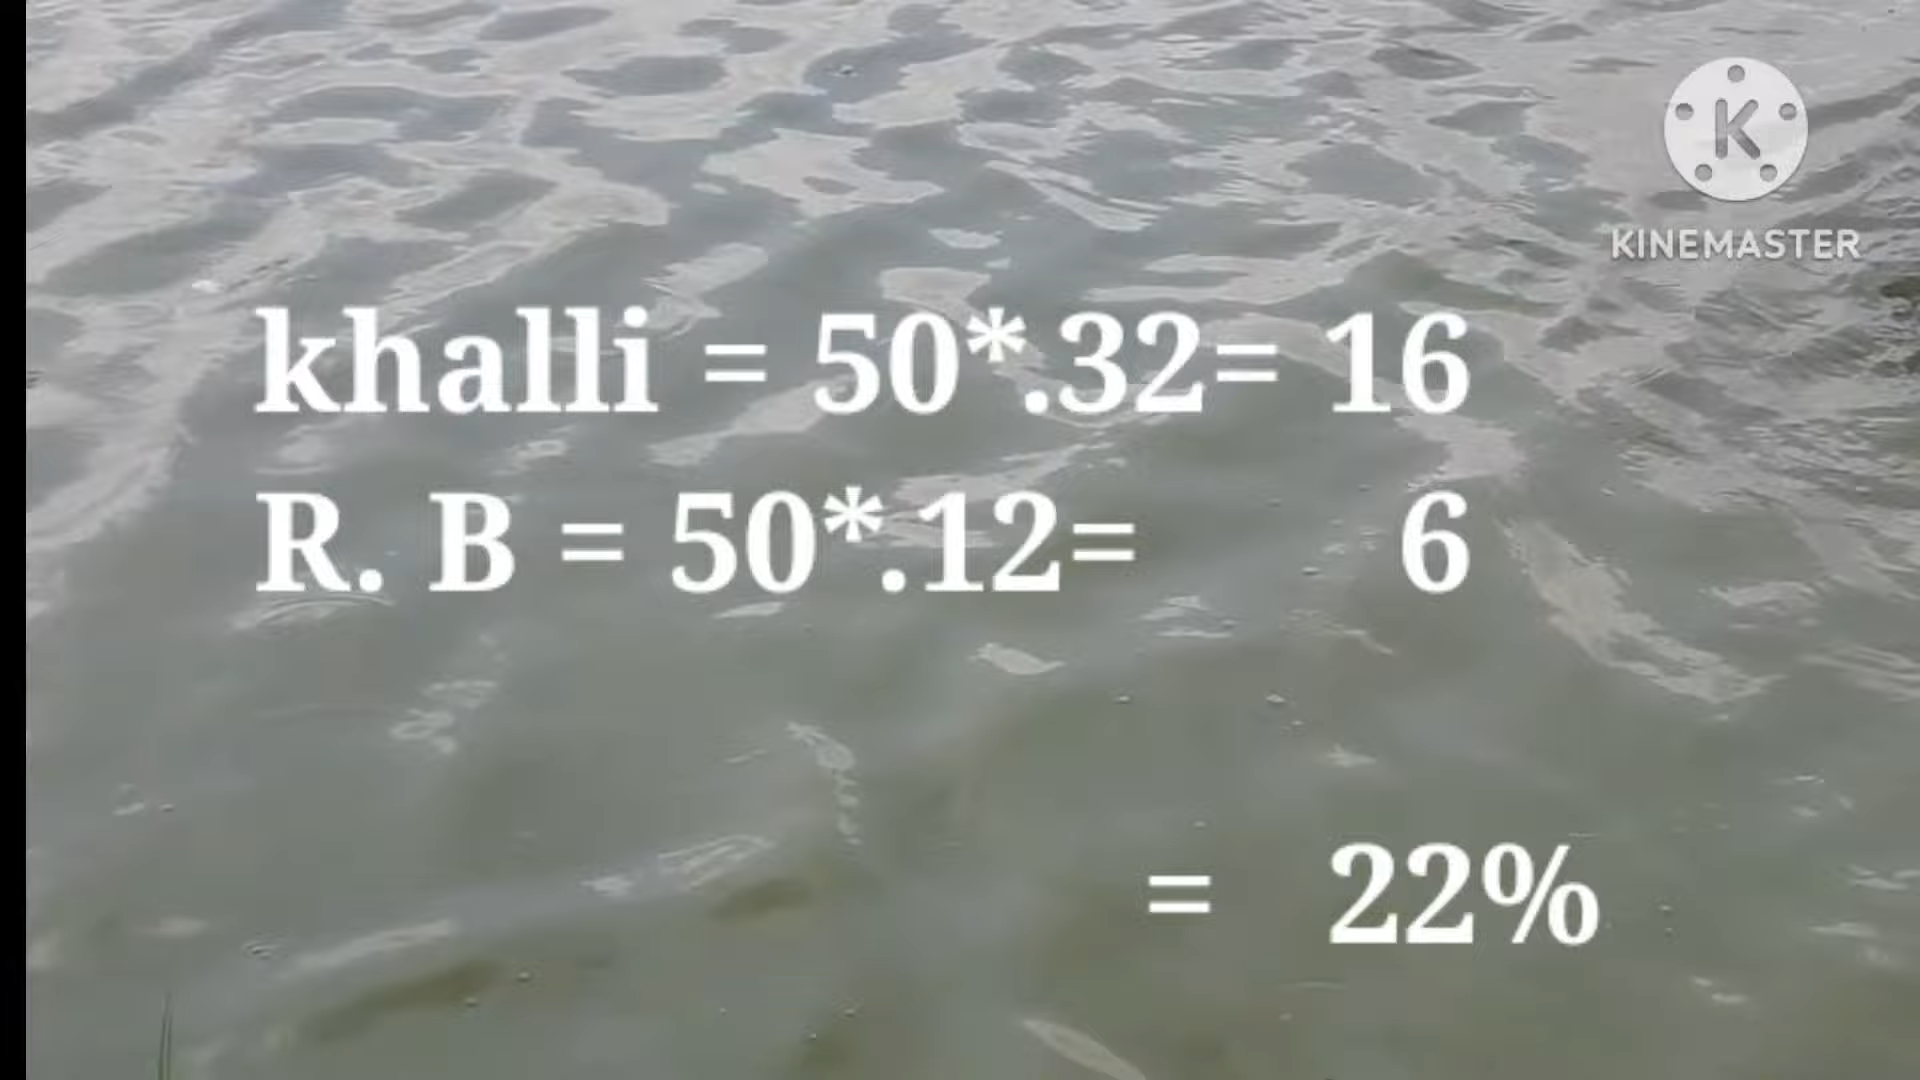 KINEMASTER
khalli = 50*.32= 16
R. B = 50*.12= 6
= 22%